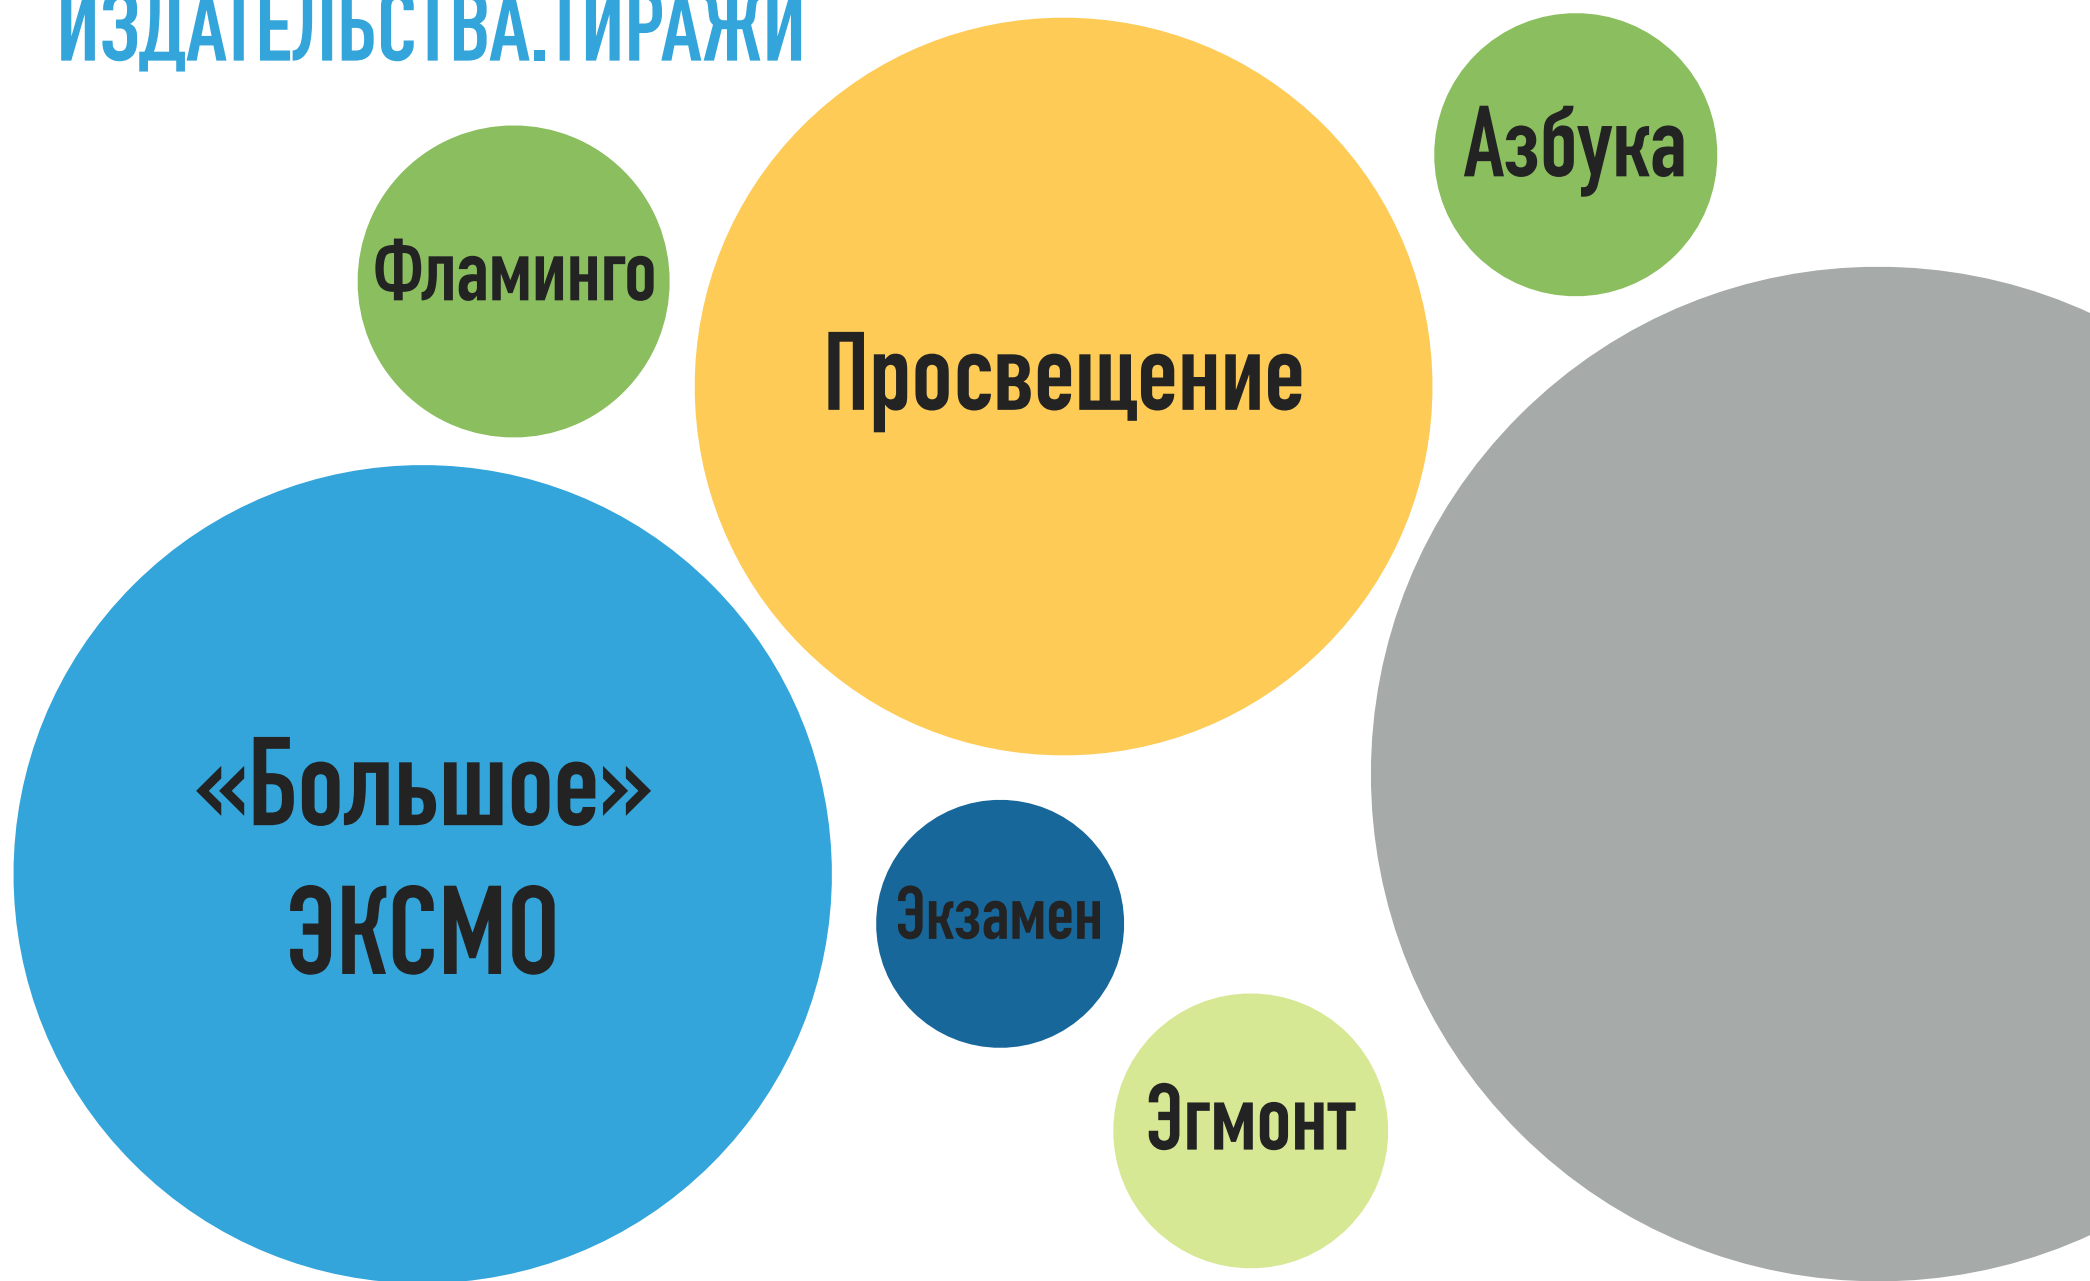 ИЗДАТЕЛЬСТВА.ТИРАЖИ
Азбука
Фламинго
Просвещение
«Большое»
ЭКСМО
Экзамен
Эгмонт